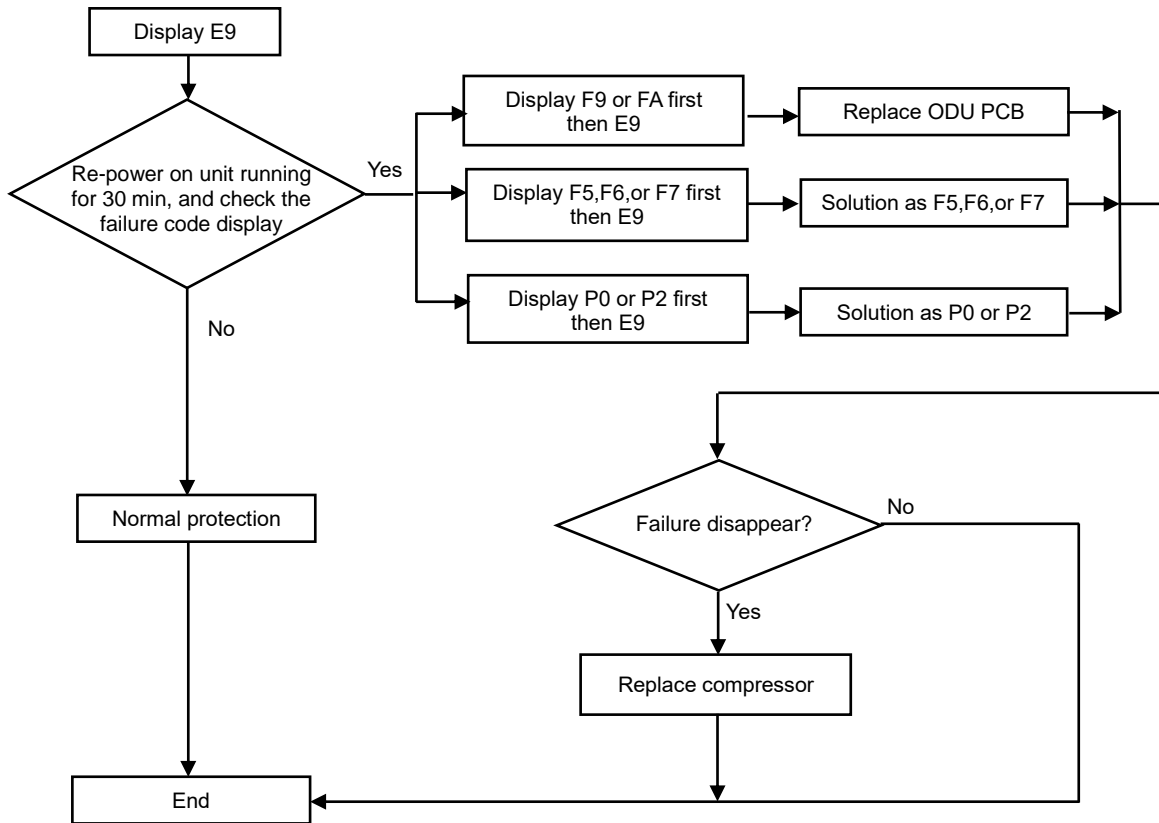 Display E9
Re-power on unit running
for 30 min, and check the
failure code display
Yes
No
Display F9 or FA first
then E9
Replace ODU PCB
Display F5,F6,or F7 first
then E9
Solution as F5,F6,or F7
Display P0 or P2 first
then E9
Solution as P0 or P2
Normal protection
Failure disappear?
No
Yes
Replace compressor
End